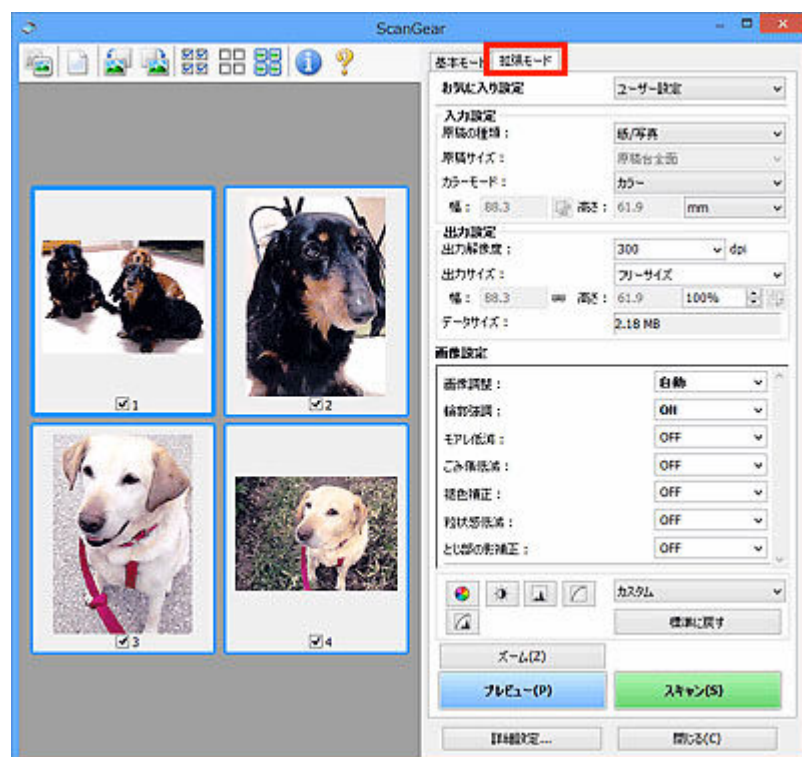 ScanGear
基本モード 拡張モード
お気に入り設定 ユーザー設定
入力設定
原稿の種類： 紙/写真
原稿サイズ： 原稿台全面
カラーモード： カラー
幅： 88.3 高さ： 61.9 mm
出力設定
出力解像度： 300 dpi
出力サイズ： フリーサイズ
幅： 88.3 高さ： 61.9 100%
データサイズ： 2.18 MB
画像設定
画像調整： 自動
輪郭強調： ON
モアレ低減： OFF
ごみ傷低減： OFF
褪色補正： OFF
粒状感低減： OFF
とじ部の影補正： OFF
カスタム
標準に戻す
ズーム(Z)
プレビュー(P) スキャン(S)
詳細設定... 閉じる(C)
1
2
3
4